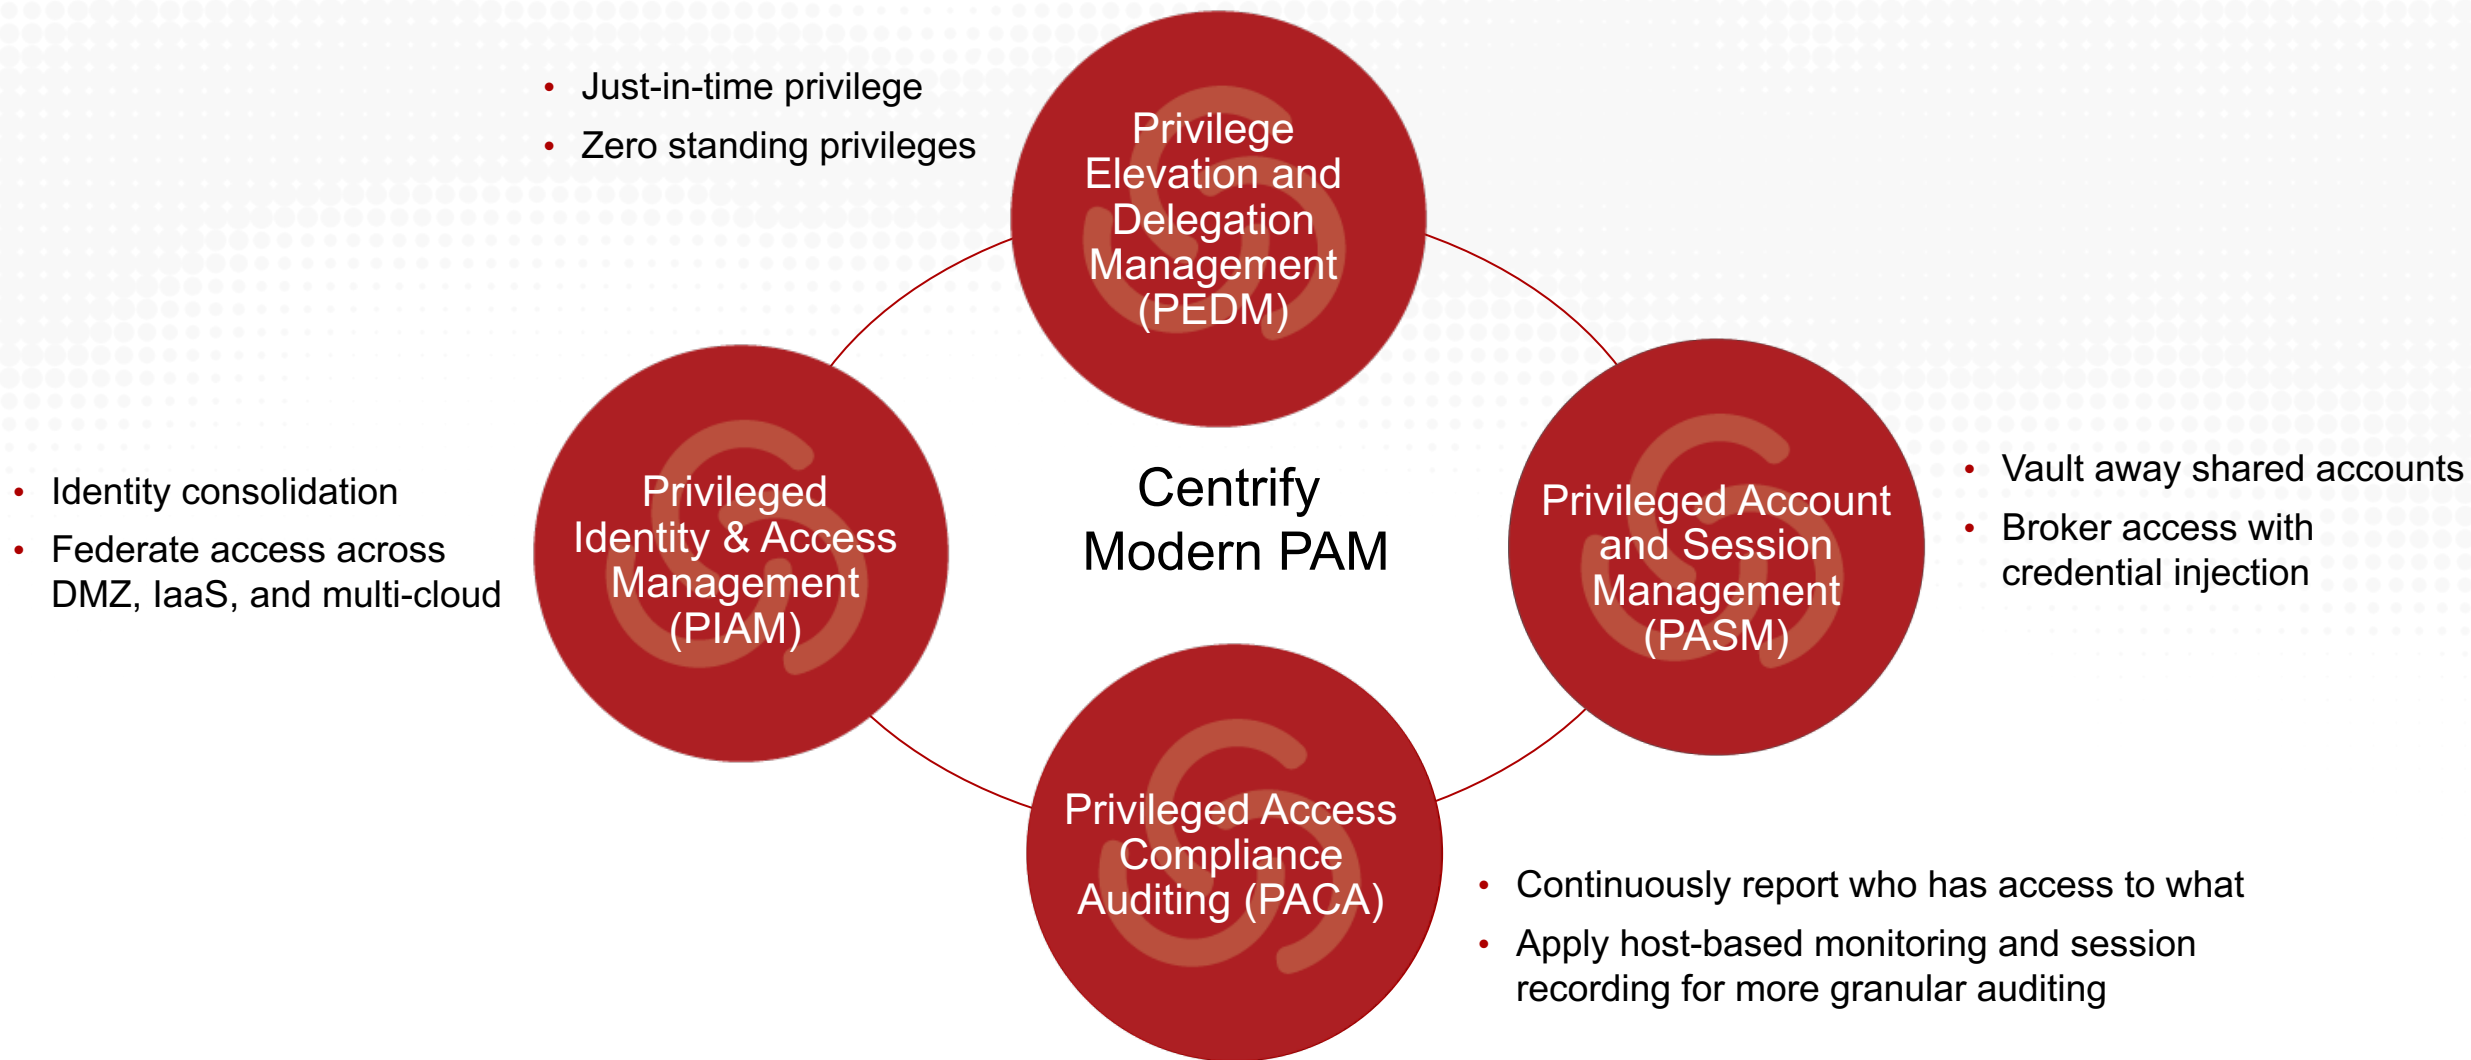 • Just-in-time privilege
• Zero standing privileges
Privilege
Elevation and
Delegation
Management
(PEDM)
• Identity consolidation
• Federate access across
DMZ, IaaS, and multi-cloud
Privileged
Identity & Access
Management
(PIAM)
Centrify
Modern PAM
Privileged Account
and Session
Management
(PASM)
• Vault away shared accounts
• Broker access with
credential injection
Privileged Access
Compliance
Auditing (PACA)
• Continuously report who has access to what
• Apply host-based monitoring and session
recording for more granular auditing